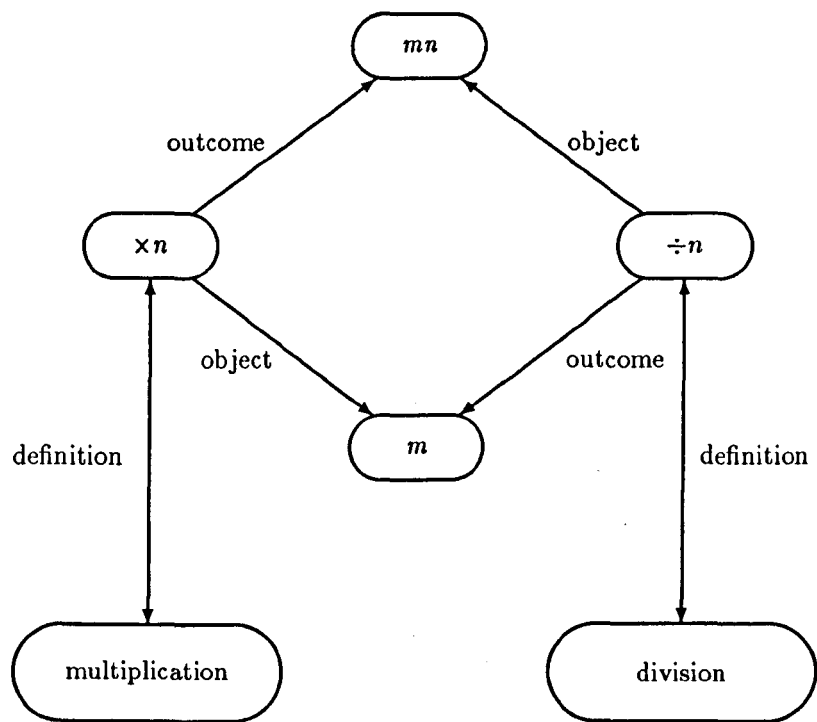 mn
outcome
object
×n
÷n
object
outcome
m
definition
definition
multiplication
division